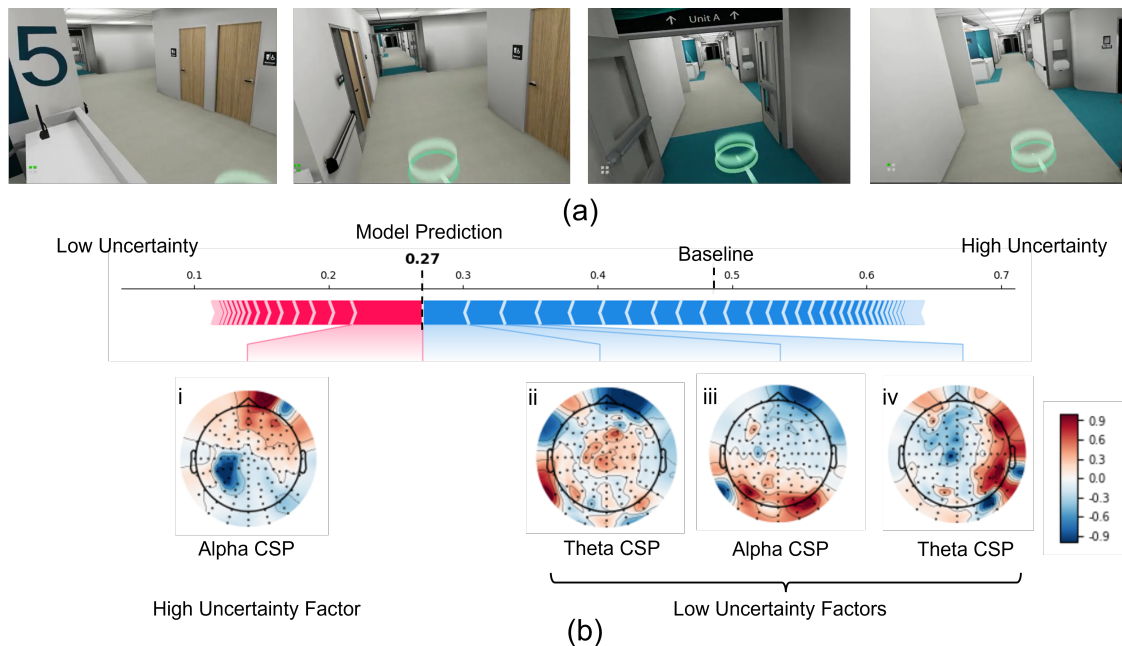 5
Unit A
(a)
Low Uncertainty
Model Prediction
High Uncertainty
0.27
Baseline
0.1 0.2 0.3 0.4 0.5 0.6 0.7
i
ii
iii
iv
0.9
0.6
0.3
0.0
-0.3
-0.6
-0.9
Alpha CSP
Theta CSP
Alpha CSP
Theta CSP
High Uncertainty Factor
Low Uncertainty Factors
(b)